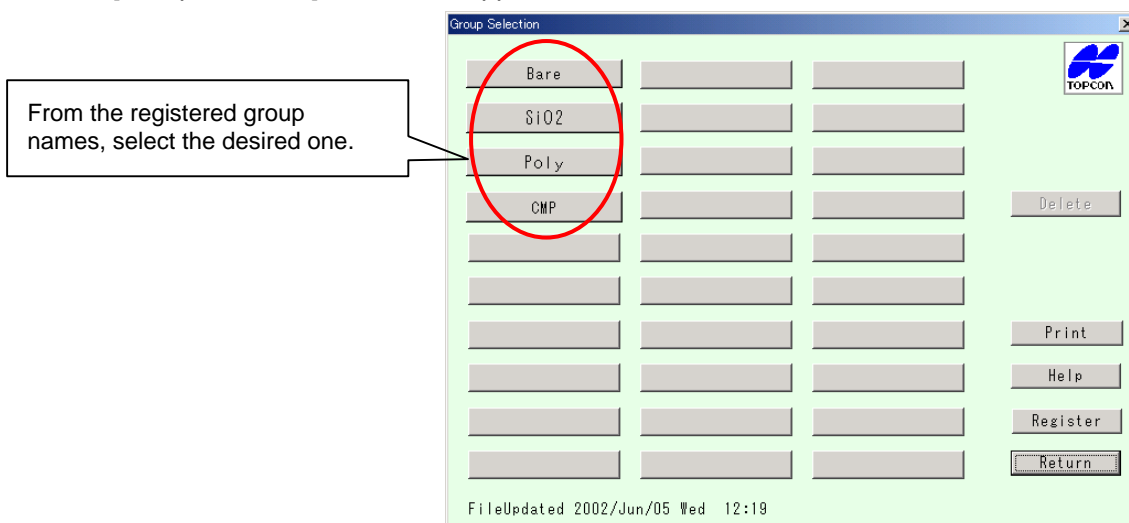 Group Selection
TOPCON
From the registered group
names, select the desired one.
Bare
SiO2
Poly
CMP
Delete
Print
Help
Register
Return
FileUpdated 2002/Jun/05 Wed 12:19